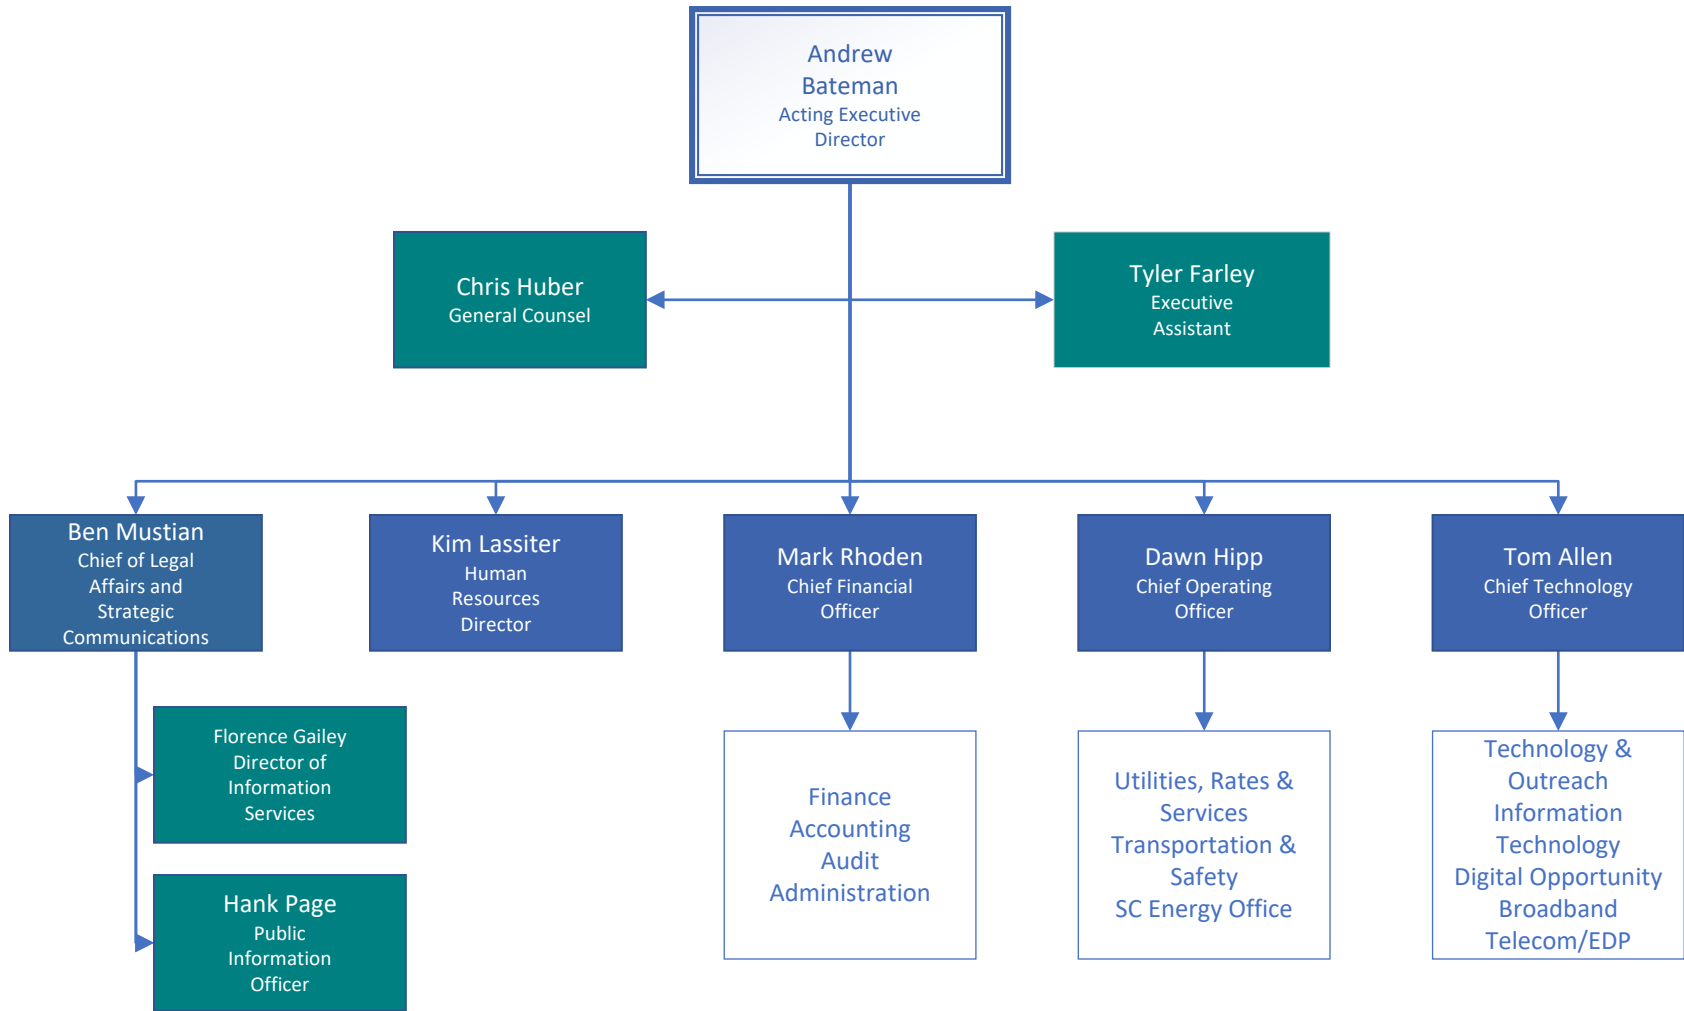 Andrew
Bateman
Acting Executive
Director
Chris Huber
General Counsel
Tyler Farley
Executive
Assistant
Ben Mustian
Chief of Legal
Affairs and
Strategic
Communications
Kim Lassiter
Human
Resources
Director
Mark Rhoden
Chief Financial
Officer
Dawn Hipp
Chief Operating
Officer
Tom Allen
Chief Technology
Officer
Florence Gailey
Director of
Information
Services
Hank Page
Public
Information
Officer
Finance
Accounting
Audit
Administration
Utilities, Rates &
Services
Transportation &
Safety
SC Energy Office
Technology &
Outreach
Information
Technology
Digital Opportunity
Broadband
Telecom/EDP